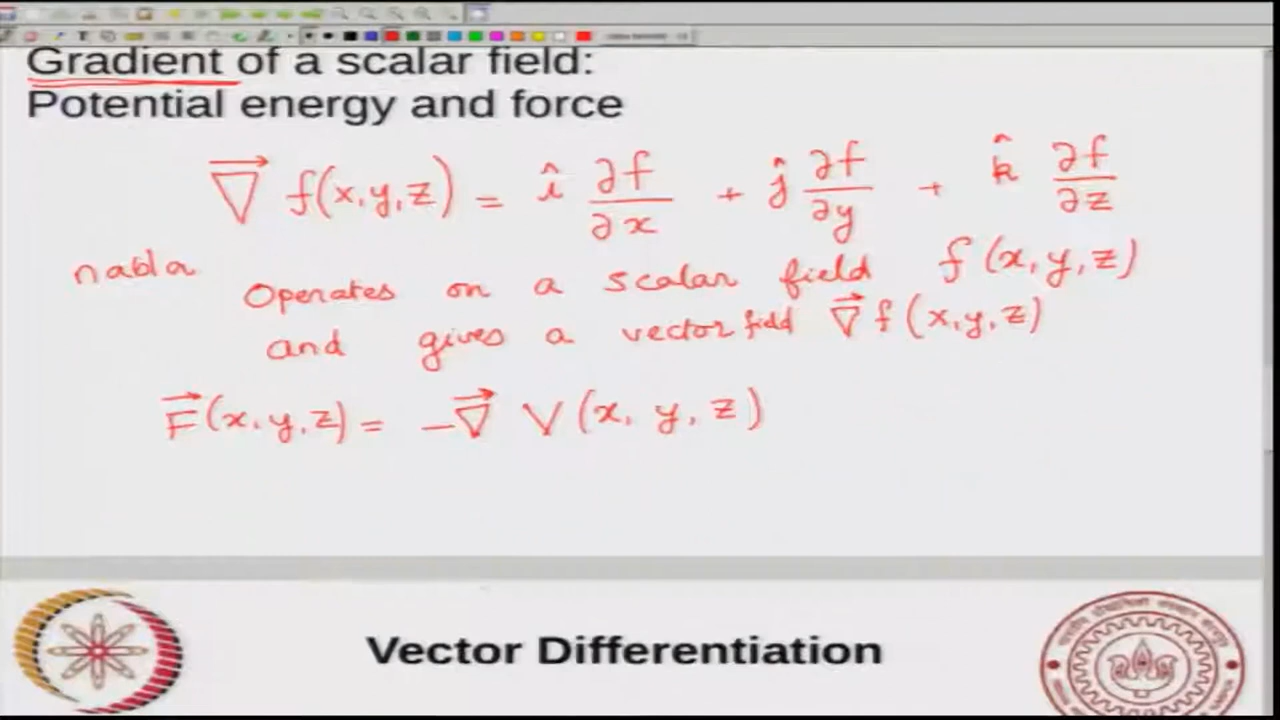 Gradient of a scalar field:
Potential energy and force
∇⃗ f(x,y,z) = î ∂f/∂x + ĵ ∂f/∂y + k̂ ∂f/∂z
nabla
Operates on a scalar field f(x,y,z)
and gives a vector field ∇⃗ f(x,y,z)
F⃗(x,y,z) = −∇⃗ V(x, y, z)
Vector Differentiation